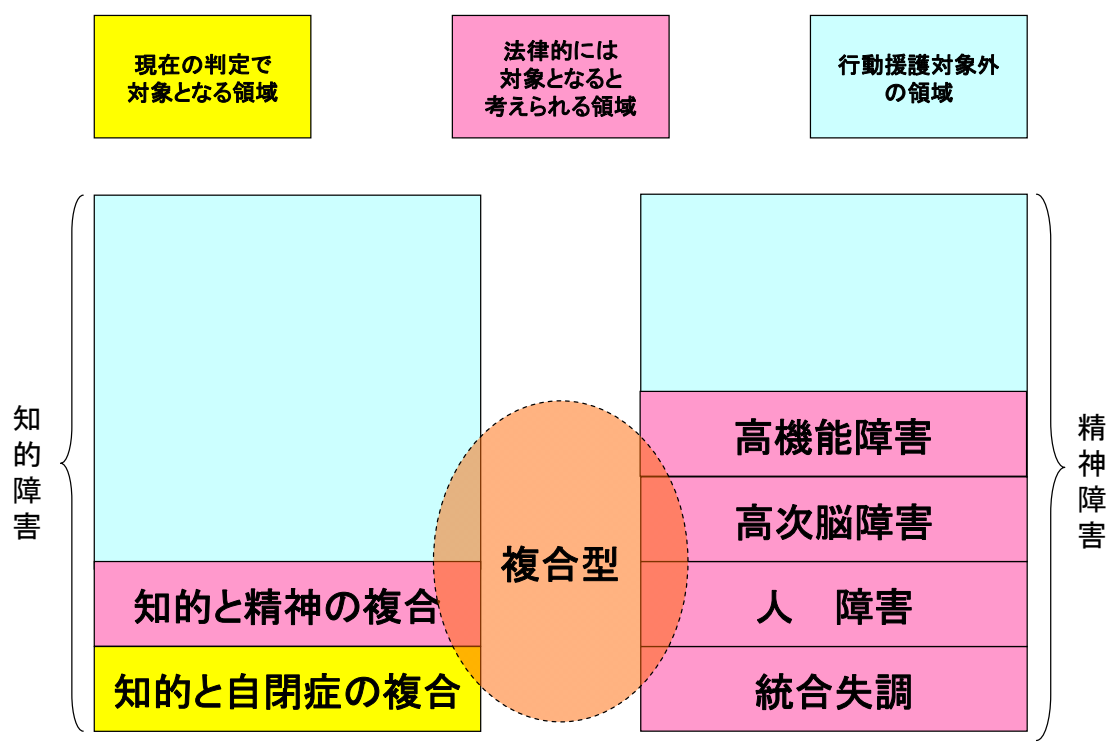 現在の判定で
対象となる領域
法律的には
対象となると
考えられる領域
行動援護対象外
の領域
知的障害
知的と精神の複合
知的と自閉症の複合
複合型
高機能障害
高次脳障害
人　障害
統合失調
精神障害